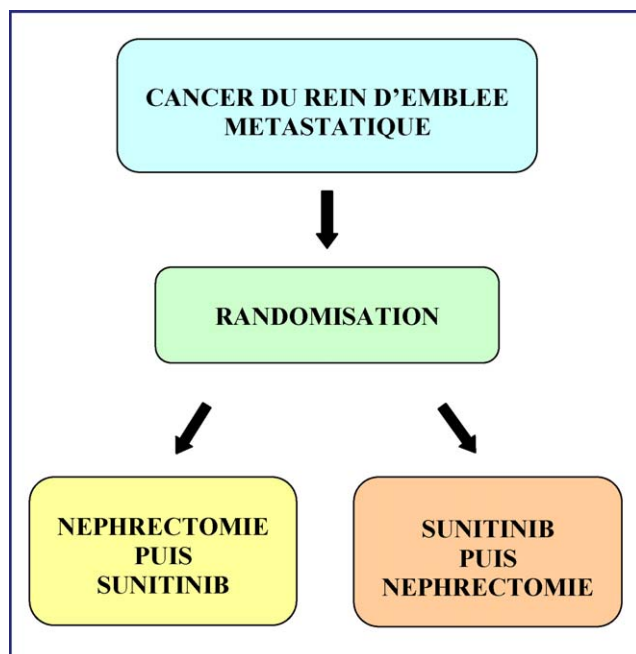 CANCER DU REIN D'EMBLEE
METASTATIQUE
RANDOMISATION
NEPHRECTOMIE
PUIS
SUNITINIB
SUNITINIB
PUIS
NEPHRECTOMIE